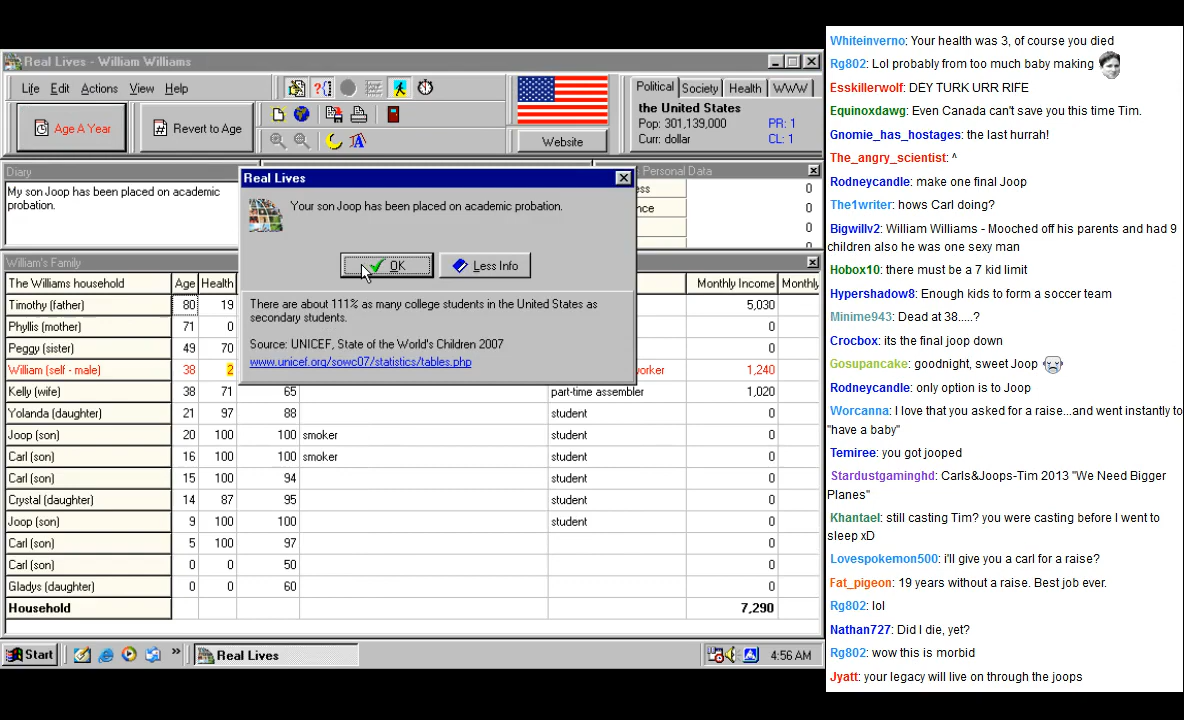 Real Lives - William Williams
Life Edit Actions View Help
Age A Year
Revert to Age
Website
Political Society Health WWW
the United States
Pop: 301,139,000 PR: 1
Curr: dollar CL: 1
Diary
My son Joop has been placed on academic
probation.
Personal Data
ess 0
nce 0
0
Real Lives
Your son Joop has been placed on academic probation.
OK
Less Info
There are about 111% as many college students in the United States as
secondary students.
Source: UNICEF, State of the World's Children 2007
www.unicef.org/sowc07/statistics/tables.php
William's Family
The Williams household Age Health Monthly Income Monthly
Timothy (father) 80 19 5,030
Phyllis (mother) 71 0 0
Peggy (sister) 49 70 0
William (self - male) 38 2 worker 1,240
Kelly (wife) 38 71 65 part-time assembler 1,020
Yolanda (daughter) 21 97 88 student 0
Joop (son) 20 100 100 smoker student 0
Carl (son) 16 100 100 smoker student 0
Carl (son) 15 100 94 student 0
Crystal (daughter) 14 87 95 student 0
Joop (son) 9 100 100 student 0
Carl (son) 5 100 97 0
Carl (son) 0 0 50 0
Gladys (daughter) 0 0 60 0
Household 7,290
Start
Real Lives
4:56 AM
Whiteinverno: Your health was 3, of course you died
Rg802: Lol probably from too much baby making
Esskillerwolf: DEY TURK URR RIFE
Equinoxdawg: Even Canada can't save you this time Tim.
Gnomie_has_hostages: the last hurrah!
The_angry_scientist: ^
Rodneycandle: make one final Joop
The1writer: hows Carl doing?
Bigwillv2: William Williams - Mooched off his parents and had 9
children also he was one sexy man
Hobox10: there must be a 7 kid limit
Hypershadow8: Enough kids to form a soccer team
Minime943: Dead at 38.....?
Crocbox: its the final joop down
Gosupancake: goodnight, sweet Joop
Rodneycandle: only option is to Joop
Worcanna: I love that you asked for a raise...and went instantly to
"have a baby"
Temiree: you got jooped
Stardustgaminghd: Carls&Joops-Tim 2013 "We Need Bigger
Planes"
Khantael: still casting Tim? you were casting before I went to
sleep xD
Lovespokemon500: i'll give you a carl for a raise?
Fat_pigeon: 19 years without a raise. Best job ever.
Rg802: lol
Nathan727: Did I die, yet?
Rg802: wow this is morbid
Jyatt: your legacy will live on through the joops